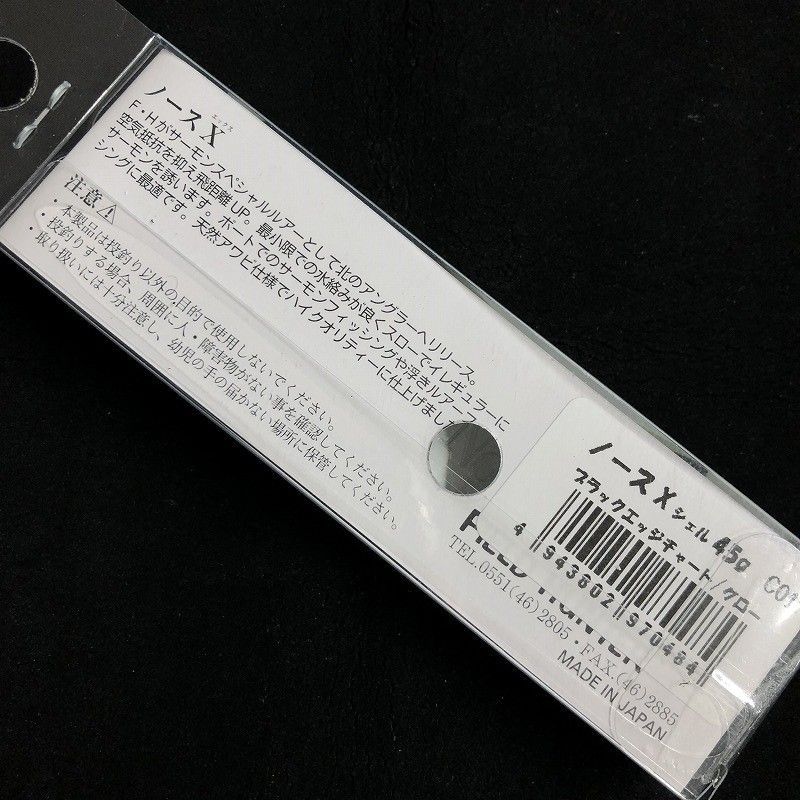 ノースX
エックス
F・Hがサーモンスペシャルルアーとして北のアングラーへリリース。
空気抵抗を抑え飛距離UP。最小限での水絡みが良くスローでイレギュラーに
サーモンを誘います。ボートでのサーモンフィッシングや浮きルアーフ
シングに最適です。天然アワビ仕様でハイクオリティーに仕上げまし
注意
・本製品は投釣り以外の目的で使用しないでください。
・投釣りする場合、周囲に人・障害物がない事を確認してください。
・取り扱いには十分注意し、幼児の手の届かない場所に保管してください。
ノースX シェル 45g C01
ブラックエッジチャート/グロー
4 943602 970484
TEL.0551(46)2805・FAX.(46)2885
MADE IN JAPAN